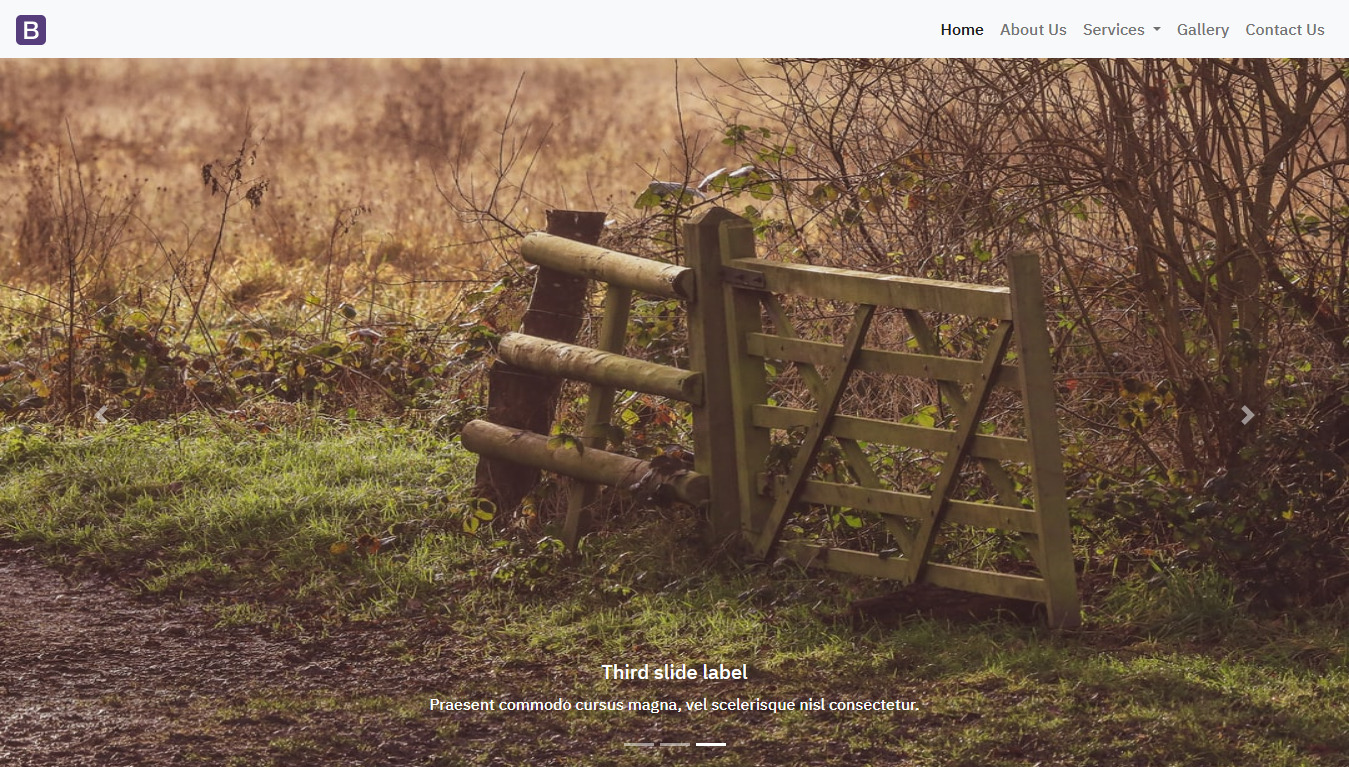 B
Home About Us Services Gallery Contact Us
Third slide label
Praesent commodo cursus magna, vel scelerisque nisl consectetur.